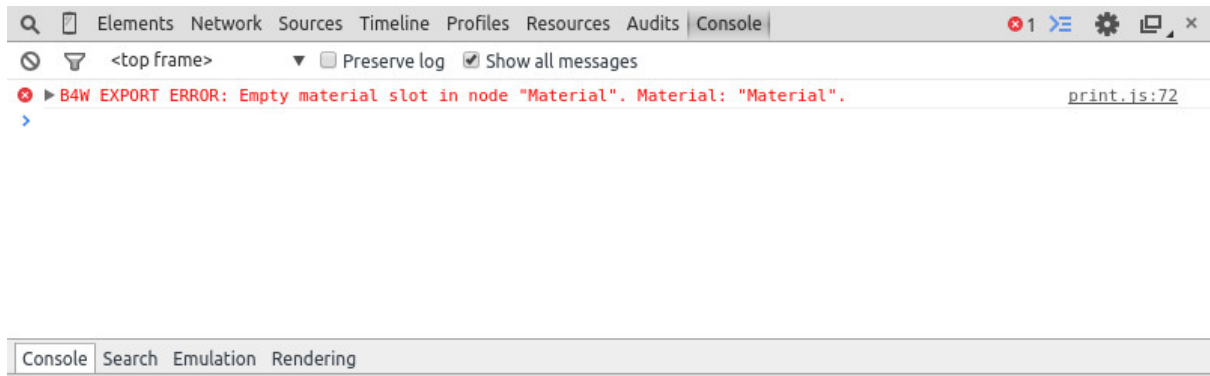 Elements Network Sources Timeline Profiles Resources Audits Console 1
<top frame> Preserve log Show all messages
B4W EXPORT ERROR: Empty material slot in node "Material". Material: "Material". print.js:72
Console Search Emulation Rendering